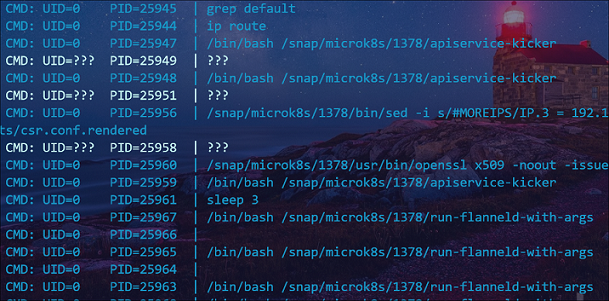 CMD: UID=0 PID=25945 | grep default
CMD: UID=0 PID=25944 | ip route
CMD: UID=0 PID=25947 | /bin/bash /snap/microk8s/1378/apiservice-kicker
CMD: UID=??? PID=25949 | ???
CMD: UID=0 PID=25948 | /bin/bash /snap/microk8s/1378/apiservice-kicker
CMD: UID=??? PID=25951 | ???
CMD: UID=0 PID=25956 | /snap/microk8s/1378/bin/sed -i s/#MOREIPS/IP.3 = 192.1
ts/csr.conf.rendered
CMD: UID=??? PID=25958 | ???
CMD: UID=0 PID=25960 | /snap/microk8s/1378/usr/bin/openssl x509 -noout -issue
CMD: UID=0 PID=25959 | /bin/bash /snap/microk8s/1378/apiservice-kicker
CMD: UID=0 PID=25961 | sleep 3
CMD: UID=0 PID=25967 | /bin/bash /snap/microk8s/1378/run-flanneld-with-args
CMD: UID=0 PID=25966 |
CMD: UID=0 PID=25965 | /bin/bash /snap/microk8s/1378/run-flanneld-with-args
CMD: UID=0 PID=25964 |
CMD: UID=0 PID=25963 | /bin/bash /snap/microk8s/1378/run-flanneld-with-args